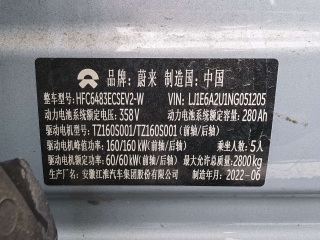 品牌：蔚来 制造国：中国
整车型号：HFC6483ECSEV2-W VIN: LJ1E6A2U1NG051205
动力电池系统额定电压：358V 动力电池系统额定容量：280Ah
驱动电机型号：TZ160S001/TZ160S001(前轴/后轴)
驱动电机峰值功率：160/160kW(前轴/后轴) 乘坐人数：5人
驱动电机额定功率：60/60kW(前轴/后轴) 最大允许总质量：2800kg
生产厂名：安徽江淮汽车集团股份有限公司 制造年月：2022-06